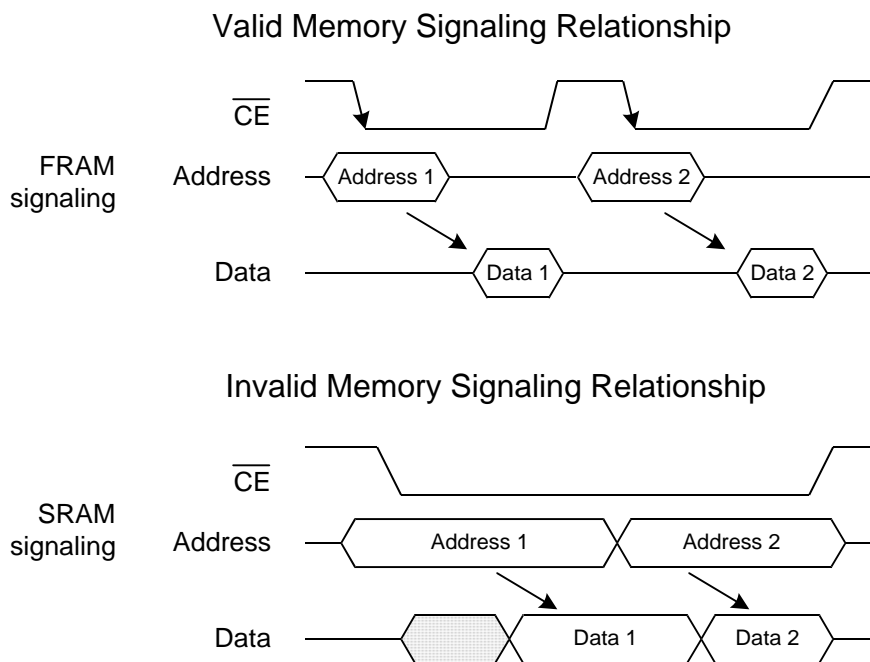 Valid Memory Signaling Relationship
CE
FRAM
signaling
Address
Address 1
Address 2
Data
Data 1
Data 2
Invalid Memory Signaling Relationship
CE
SRAM
signaling
Address
Address 1
Address 2
Data
Data 1
Data 2